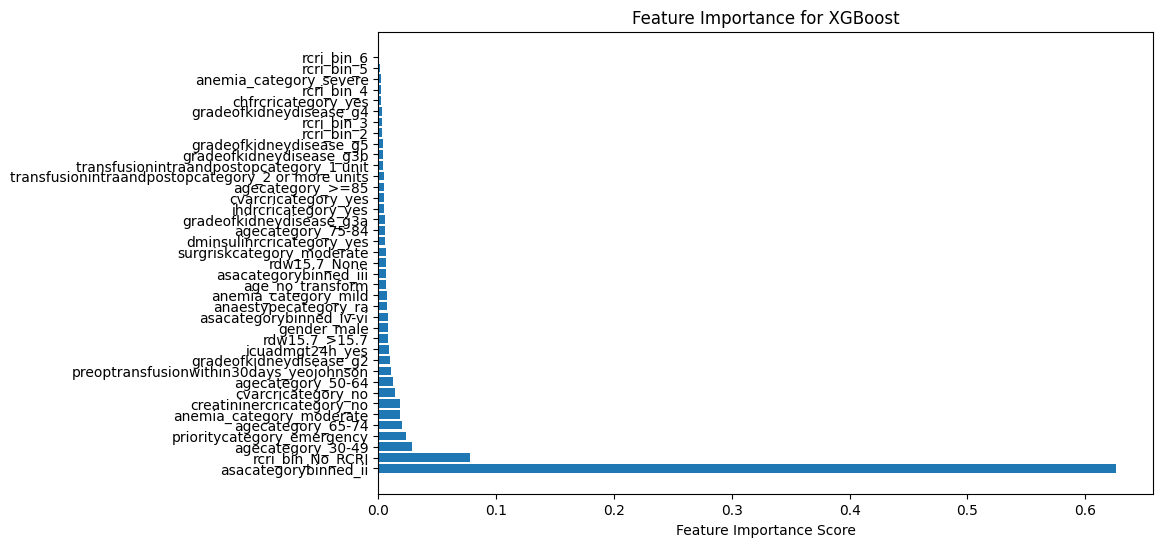 Feature Importance for XGBoost
rcri_bin_6
rcri_bin_5
anemia_category_severe
rcri_bin_4
chfrcricategory_yes
gradeofkidneydisease_g4
rcri_bin_3
rcri_bin_2
gradeofkidneydisease_g5
gradeofkidneydisease_g3b
transfusionintraandpostopcategory_1 unit
transfusionintraandpostopcategory_2 or more units
agecategory_>=85
cvarcricategory_yes
ihdrcricategory_yes
gradeofkidneydisease_g3a
agecategory_75-84
dminsulinrcricategory_yes
surgriskcategory_moderate
rdw15.7_None
asacategorybinned_iii
age_no_transform
anemia_category_mild
anaestypecategory_ra
asacategorybinned_iv-vi
gender_male
rdw15.7_>15.7
icuadmgt24h_yes
gradeofkidneydisease_g2
preoptransfusionwithin30days_yeojohnson
agecategory_50-64
cvarcricategory_no
creatininercricategory_no
anemia_category_moderate
agecategory_65-74
prioritycategory_emergency
agecategory_30-49
rcri_bin_No_RCRI
asacategorybinned_ii
0.0 0.1 0.2 0.3 0.4 0.5 0.6
Feature Importance Score